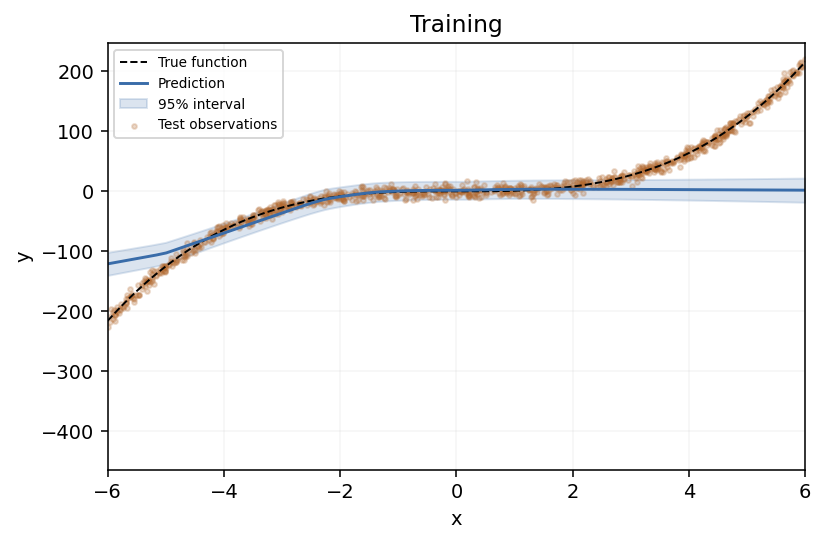 Training
True function
Prediction
95% interval
Test observations
200
100
0
−100
−200
−300
−400
y
−6
−4
−2
0
2
4
6
x